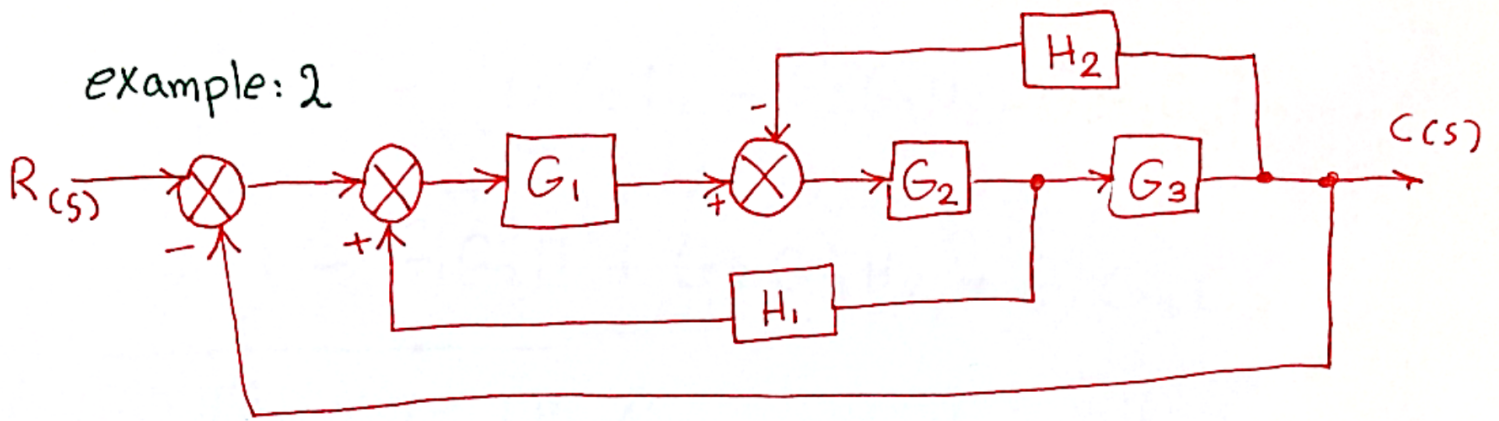 example: 2
H₂
-
R(s)
G₁
G₂
G₃
C(s)
-
+
+
H₁